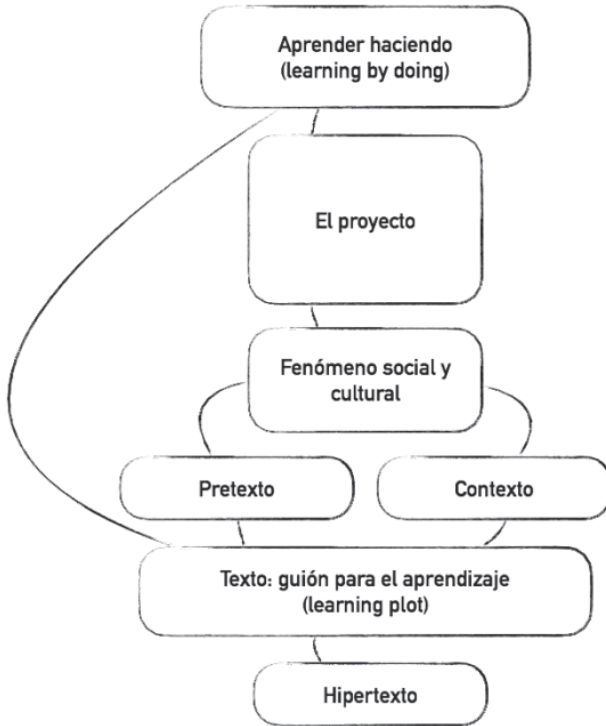 Aprender haciendo
(learning by doing)
El proyecto
Fenómeno social y
cultural
Pretexto
Contexto
Texto: guión para el aprendizaje
(learning plot)
Hipertexto